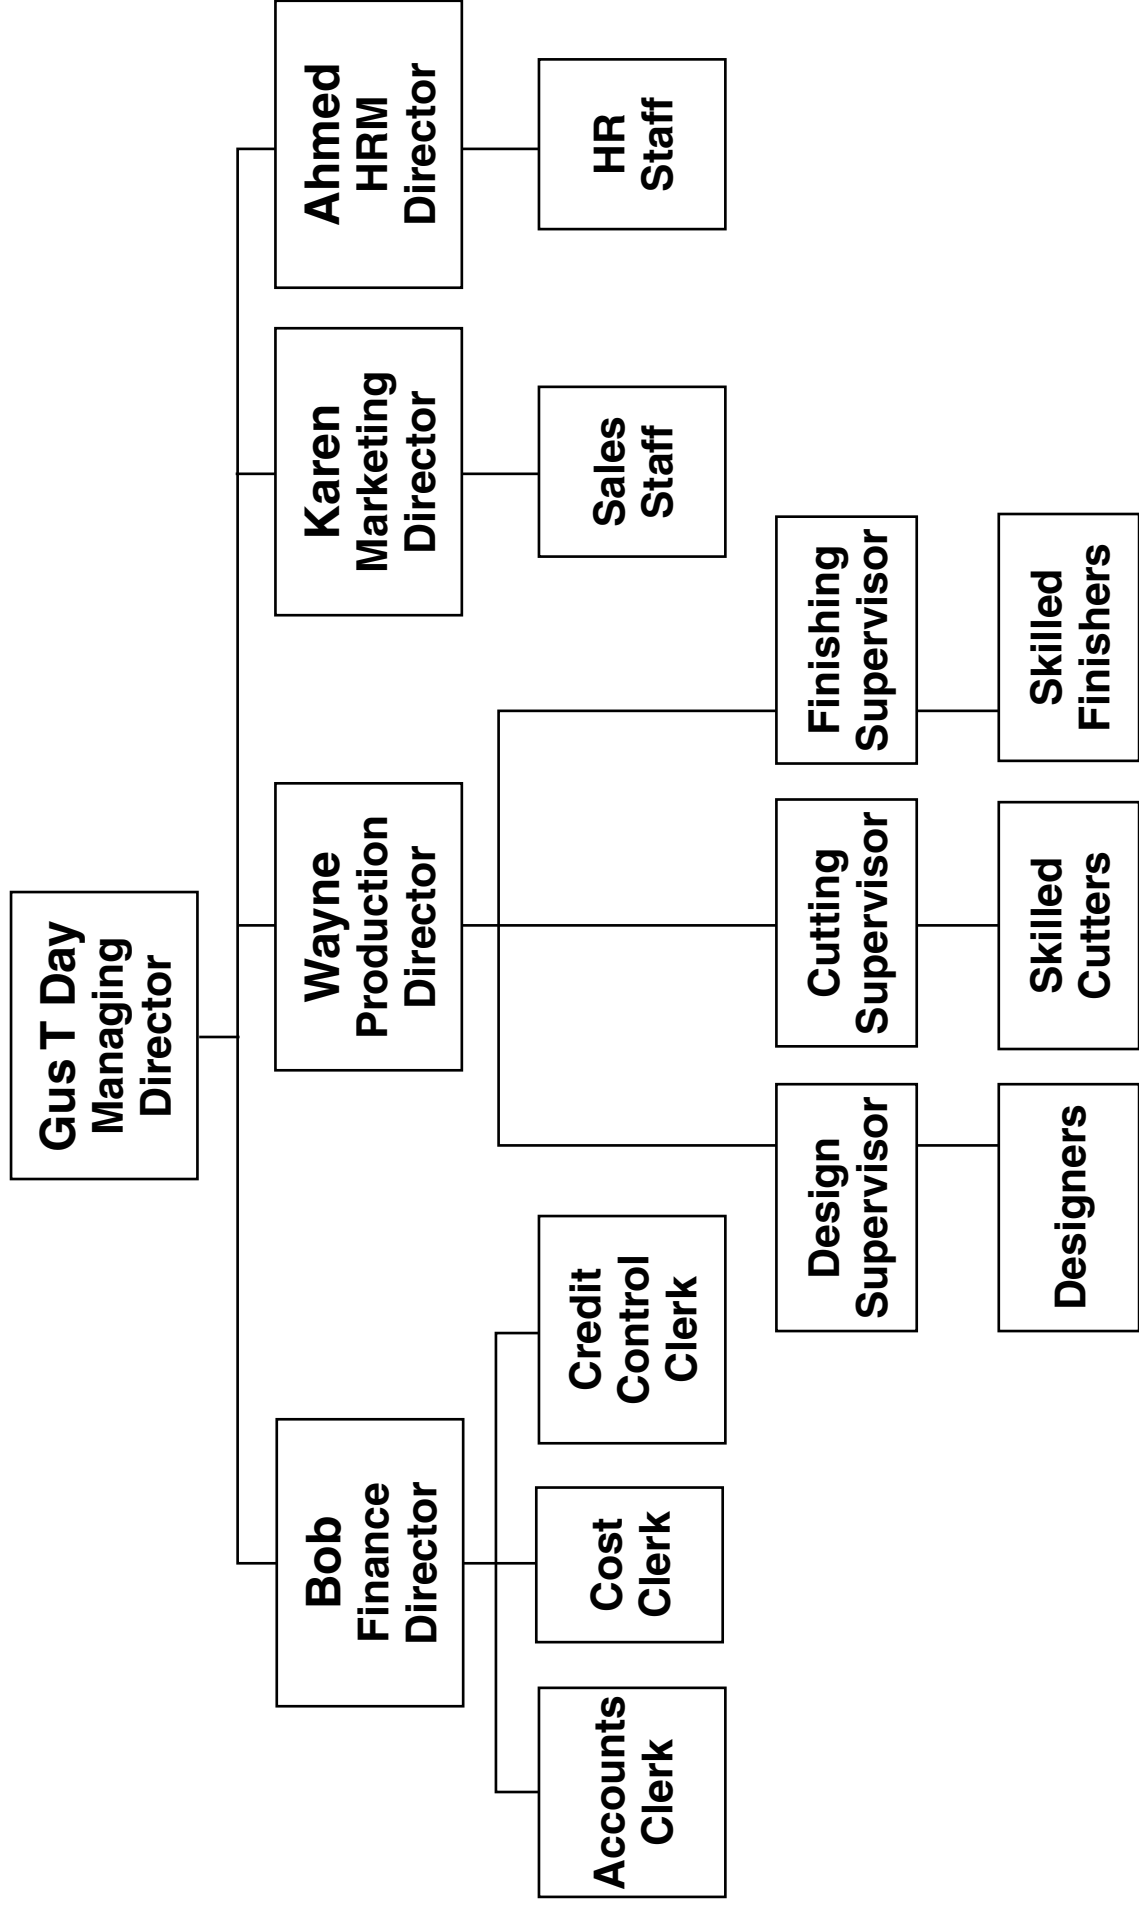 Gus T Day
Managing
Director
Bob
Finance
Director
Wayne
Production
Director
Karen
Marketing
Director
Ahmed
HRM
Director
Accounts
Clerk
Cost
Clerk
Credit
Control
Clerk
Sales
Staff
HR
Staff
Design
Supervisor
Cutting
Supervisor
Finishing
Supervisor
Designers
Skilled
Cutters
Skilled
Finishers